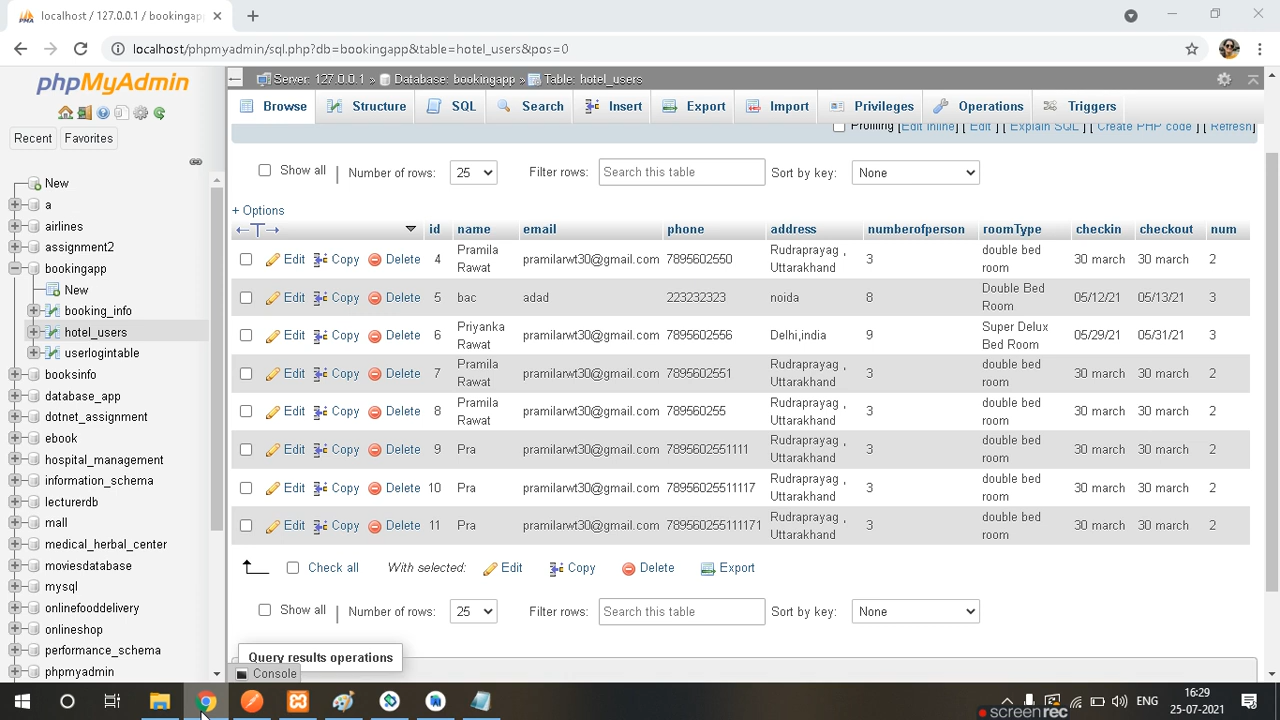 localhost / 127.0.0.1 / bookingapp
localhost/phpmyadmin/sql.php?db=bookingapp&table=hotel_users&pos=0
phpMyAdmin
Recent Favorites
New
a
airlines
assignment2
bookingapp
New
booking_info
hotel_users
userlogintable
booksinfo
database_app
dotnet_assignment
ebook
hospital_management
information_schema
lecturerdb
mall
medical_herbal_center
moviesdatabase
mysql
onlinefooddelivery
onlineshop
performance_schema
phpmyadmin
Server: 127.0.0.1 » Database: bookingapp » Table: hotel_users
Browse Structure SQL Search Insert Export Import Privileges Operations Triggers
Profiling [Edit inline] [ Edit ] [ Explain SQL ] [ Create PHP code ] [ Refresh]
Show all | Number of rows: 25 Filter rows: Search this table Sort by key: None
+ Options
←T→ id name email phone address numberofperson roomType checkin checkout num
Edit Copy Delete 4 Pramila Rawat pramilarwt30@gmail.com 7895602550 Rudraprayag , Uttarakhand 3 double bed room 30 march 30 march 2
Edit Copy Delete 5 bac adad 223232323 noida 8 Double Bed Room 05/12/21 05/13/21 3
Edit Copy Delete 6 Priyanka Rawat pramilarwt30@gmail.com 7895602556 Delhi,india 9 Super Delux Bed Room 05/29/21 05/31/21 3
Edit Copy Delete 7 Pramila Rawat pramilarwt30@gmail.com 7895602551 Rudraprayag , Uttarakhand 3 double bed room 30 march 30 march 2
Edit Copy Delete 8 Pramila Rawat pramilarwt30@gmail.com 789560255 Rudraprayag , Uttarakhand 3 double bed room 30 march 30 march 2
Edit Copy Delete 9 Pra pramilarwt30@gmail.com 7895602551111 Rudraprayag , Uttarakhand 3 double bed room 30 march 30 march 2
Edit Copy Delete 10 Pra pramilarwt30@gmail.com 78956025511117 Rudraprayag , Uttarakhand 3 double bed room 30 march 30 march 2
Edit Copy Delete 11 Pra pramilarwt30@gmail.com 789560255111171 Rudraprayag , Uttarakhand 3 double bed room 30 march 30 march 2
Check all With selected: Edit Copy Delete Export
Show all | Number of rows: 25 Filter rows: Search this table Sort by key: None
Query results operations
Console
ENG 16:29
25-07-2021
screenrec